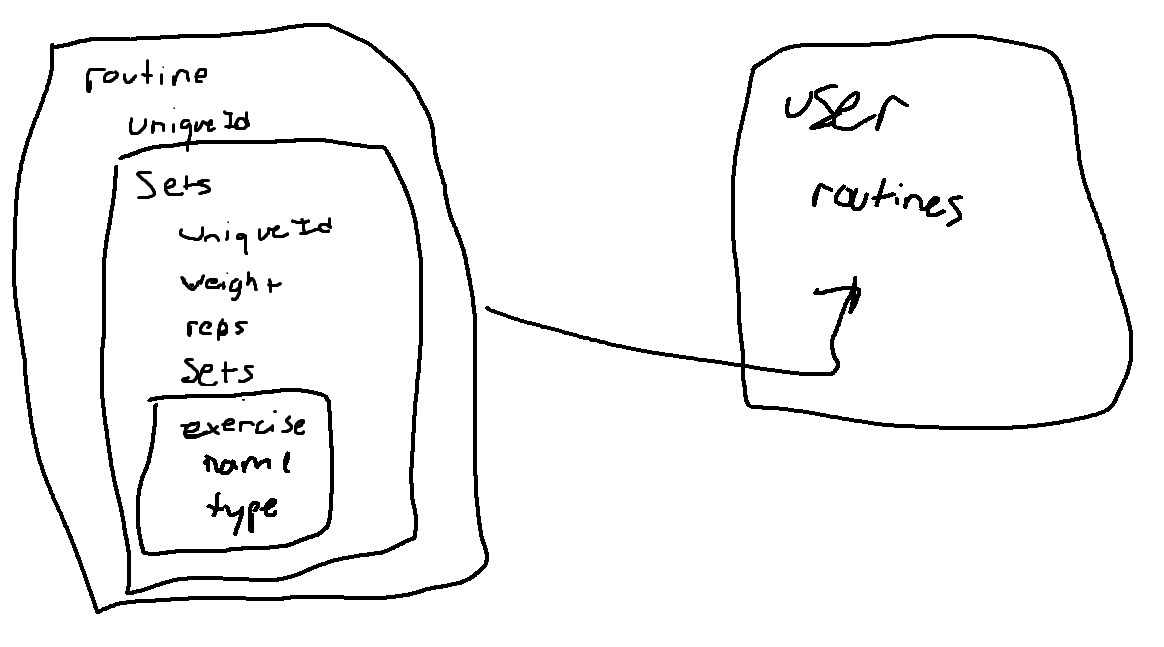 routine
uniqueId
Sets
uniqueId
weight
reps
Sets
exercise
name
type
user
routines